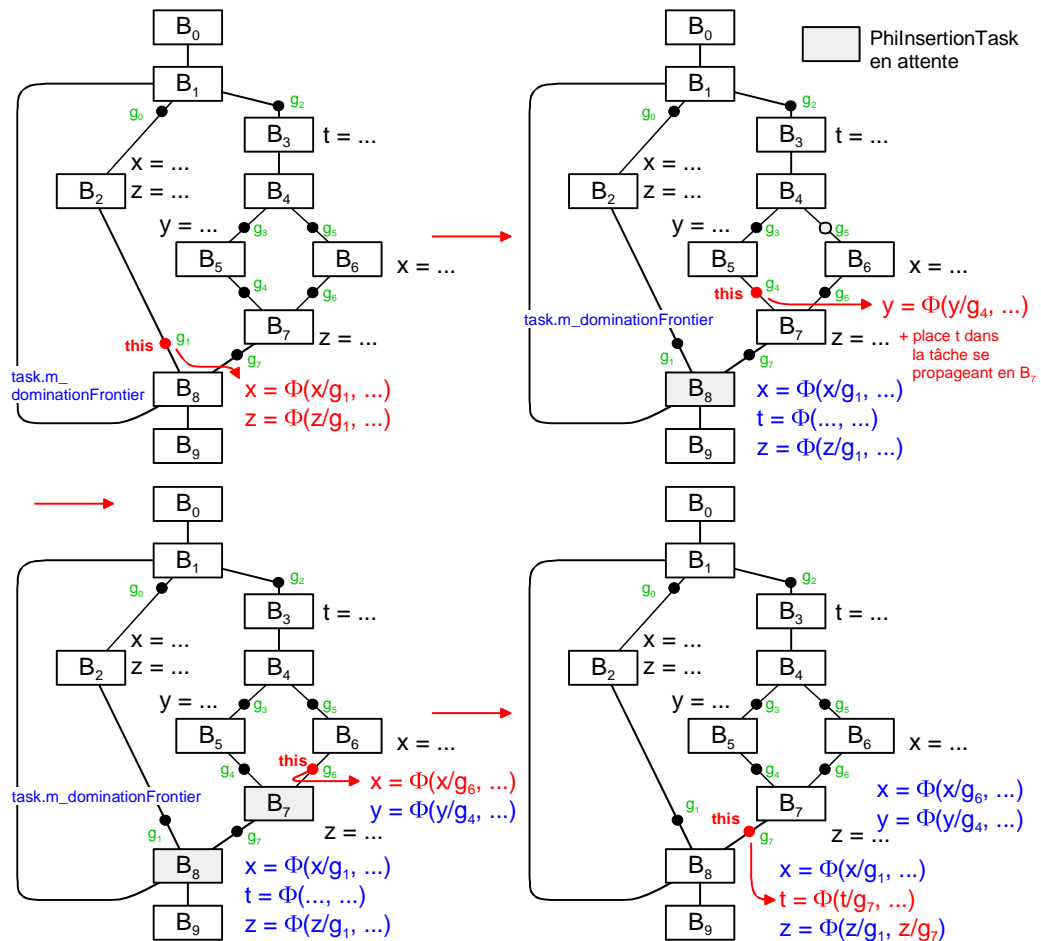 B₀
PhiInsertionTask
en attente
B₁
g₀
g₂
B₃ t = ...
x = ...
B₂ z = ...
B₄
y = ... g₃ g₅
B₅ B₆
x = ...
g₄ g₆
B₇
z = ...
this g₁
g₇
task.m_
dominationFrontier
B₈
x = Φ(x/g₁, ...)
z = Φ(z/g₁, ...)
B₉
B₀
B₁
g₀
g₂
B₃ t = ...
x = ...
B₂ z = ...
B₄
y = ... g₃ g₅
B₅ B₆
x = ...
this g₄ g₆
y = Φ(y/g₄, ...)
task.m_dominationFrontier
B₇
z = ...
+ place t dans
la tâche se
propageant en B₇
g₁ g₇
B₈
x = Φ(x/g₁, ...)
t = Φ(..., ...)
z = Φ(z/g₁, ...)
B₉
B₀
B₁
g₀
g₂
B₃ t = ...
x = ...
B₂ z = ...
B₄
y = ... g₃ g₅
B₅ B₆
x = ...
this
g₄ g₆
x = Φ(x/g₆, ...)
y = Φ(y/g₄, ...)
task.m_dominationFrontier
B₇
z = ...
g₁ g₇
B₈
x = Φ(x/g₁, ...)
t = Φ(..., ...)
z = Φ(z/g₁, ...)
B₉
B₀
B₁
g₀
g₂
B₃ t = ...
x = ...
B₂ z = ...
B₄
y = ... g₃ g₅
B₅ B₆
x = ...
g₄ g₆
B₇
x = Φ(x/g₆, ...)
y = Φ(y/g₄, ...)
z = ...
g₁ this g₇
B₈
x = Φ(x/g₁, ...)
t = Φ(t/g₇, ...)
z = Φ(z/g₁, z/g₇)
B₉